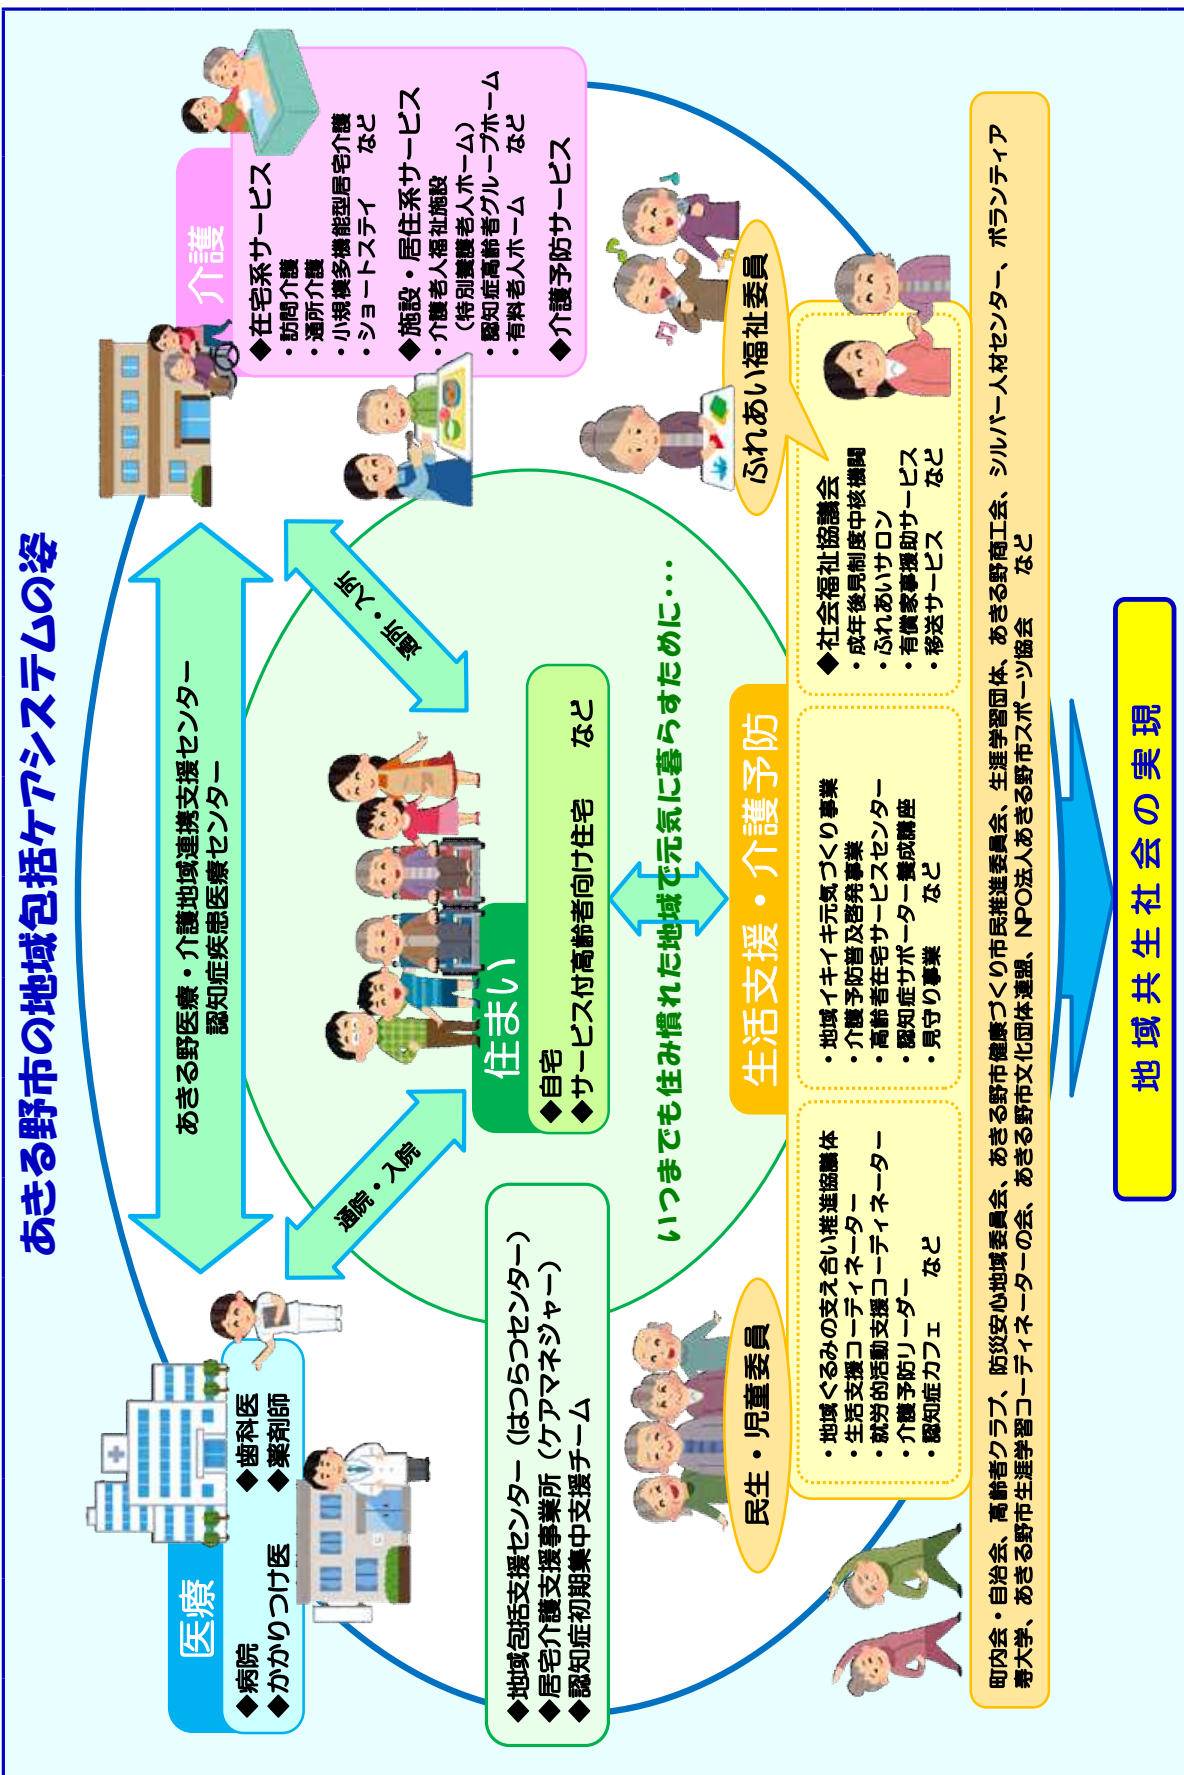 あきる野市の地域包括ケアシステムの姿
医療
◆病院　◆歯科医
◆かかりつけ医　◆薬剤師
あきる野医療・介護地域連携支援センター
認知症疾患医療センター
介護
◆在宅系サービス
・訪問介護
・通所介護
・小規模多機能型居宅介護
・ショートステイ　など
◆施設・居住系サービス
・介護老人福祉施設
（特別養護老人ホーム）
・認知症高齢者グループホーム
・有料老人ホーム　など
◆介護予防サービス
通院・入院
通所・入所
住まい
◆自宅
◆サービス付高齢者向け住宅　など
◆地域包括支援センター（はつらつセンター）
◆居宅介護支援事業所（ケアマネジャー）
◆認知症初期集中支援チーム
いつまでも住み慣れた地域で元気に暮らすために・・・
民生・児童委員
生活支援・介護予防
ふれあい福祉委員
・地域ぐるみの支え合い推進協議体
・生活支援コーディネーター
・就労的活動支援コーディネーター
・介護予防リーダー
・認知症カフェ　など
・地域イキイキ元気づくり事業
・介護予防普及啓発事業
・高齢者在宅サービスセンター
・認知症サポーター養成講座
・見守り事業　など
◆社会福祉協議会
・成年後見制度中核機関
・ふれあいサロン
・有償家事援助サービス
・移送サービス　など
町内会・自治会、高齢者クラブ、防災安心地域委員会、あきる野市健康づくり市民推進委員会、生涯学習団体、あきる野商工会、シルバー人材センター、ボランティア
寿大学、あきる野市生涯学習コーディネーターの会、あきる野市文化団体連盟、NPO法人あきる野市スポーツ協会　など
地域共生社会の実現